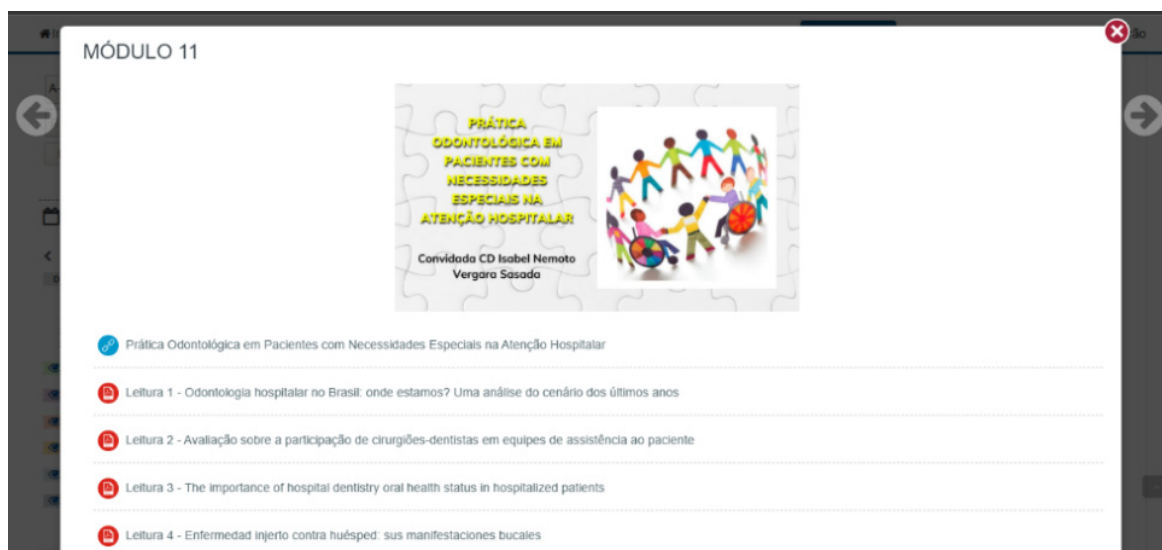 MÓDULO 11
PRÁTICA
ODONTOLÓGICA EM
PACIENTES COM
NECESSIDADES
ESPECIAIS NA
ATENÇÃO HOSPITALAR
Convidada CD Isabel Nemoto
Vergara Sasada
Prática Odontológica em Pacientes com Necessidades Especiais na Atenção Hospitalar
Leitura 1 - Odontologia hospitalar no Brasil: onde estamos? Uma análise do cenário dos últimos anos
Leitura 2 - Avaliação sobre a participação de cirurgiões-dentistas em equipes de assistência ao paciente
Leitura 3 - The importance of hospital dentistry oral health status in hospitalized patients
Leitura 4 - Enfermedad injerto contra huésped: sus manifestaciones bucales